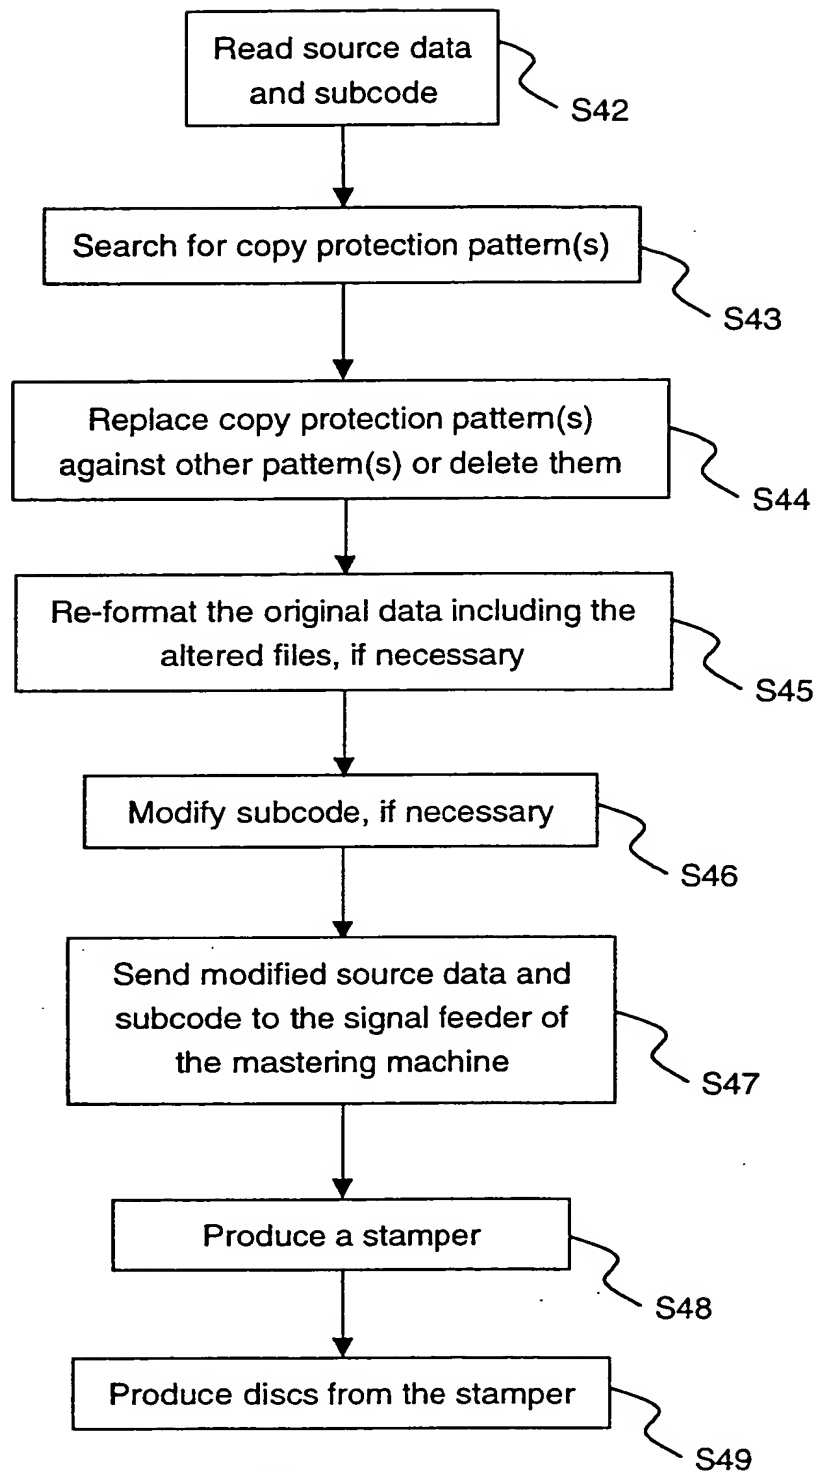 Read source data
and subcode
S42
Search for copy protection pattern(s)
S43
Replace copy protection pattern(s)
against other pattern(s) or delete them
S44
Re-format the original data including the
altered files, if necessary
S45
Modify subcode, if necessary
S46
Send modified source data and
subcode to the signal feeder of
the mastering machine
S47
Produce a stamper
S48
Produce discs from the stamper
S49